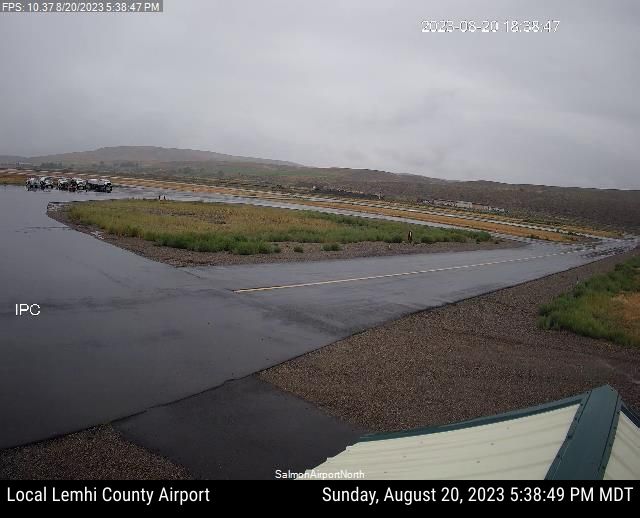 FPS: 10.37 8/20/2023 5:38:47 PM
2023-08-20 18:38:47
IPC
SalmonAirportNorth
Local Lemhi County Airport
Sunday, August 20, 2023 5:38:49 PM MDT